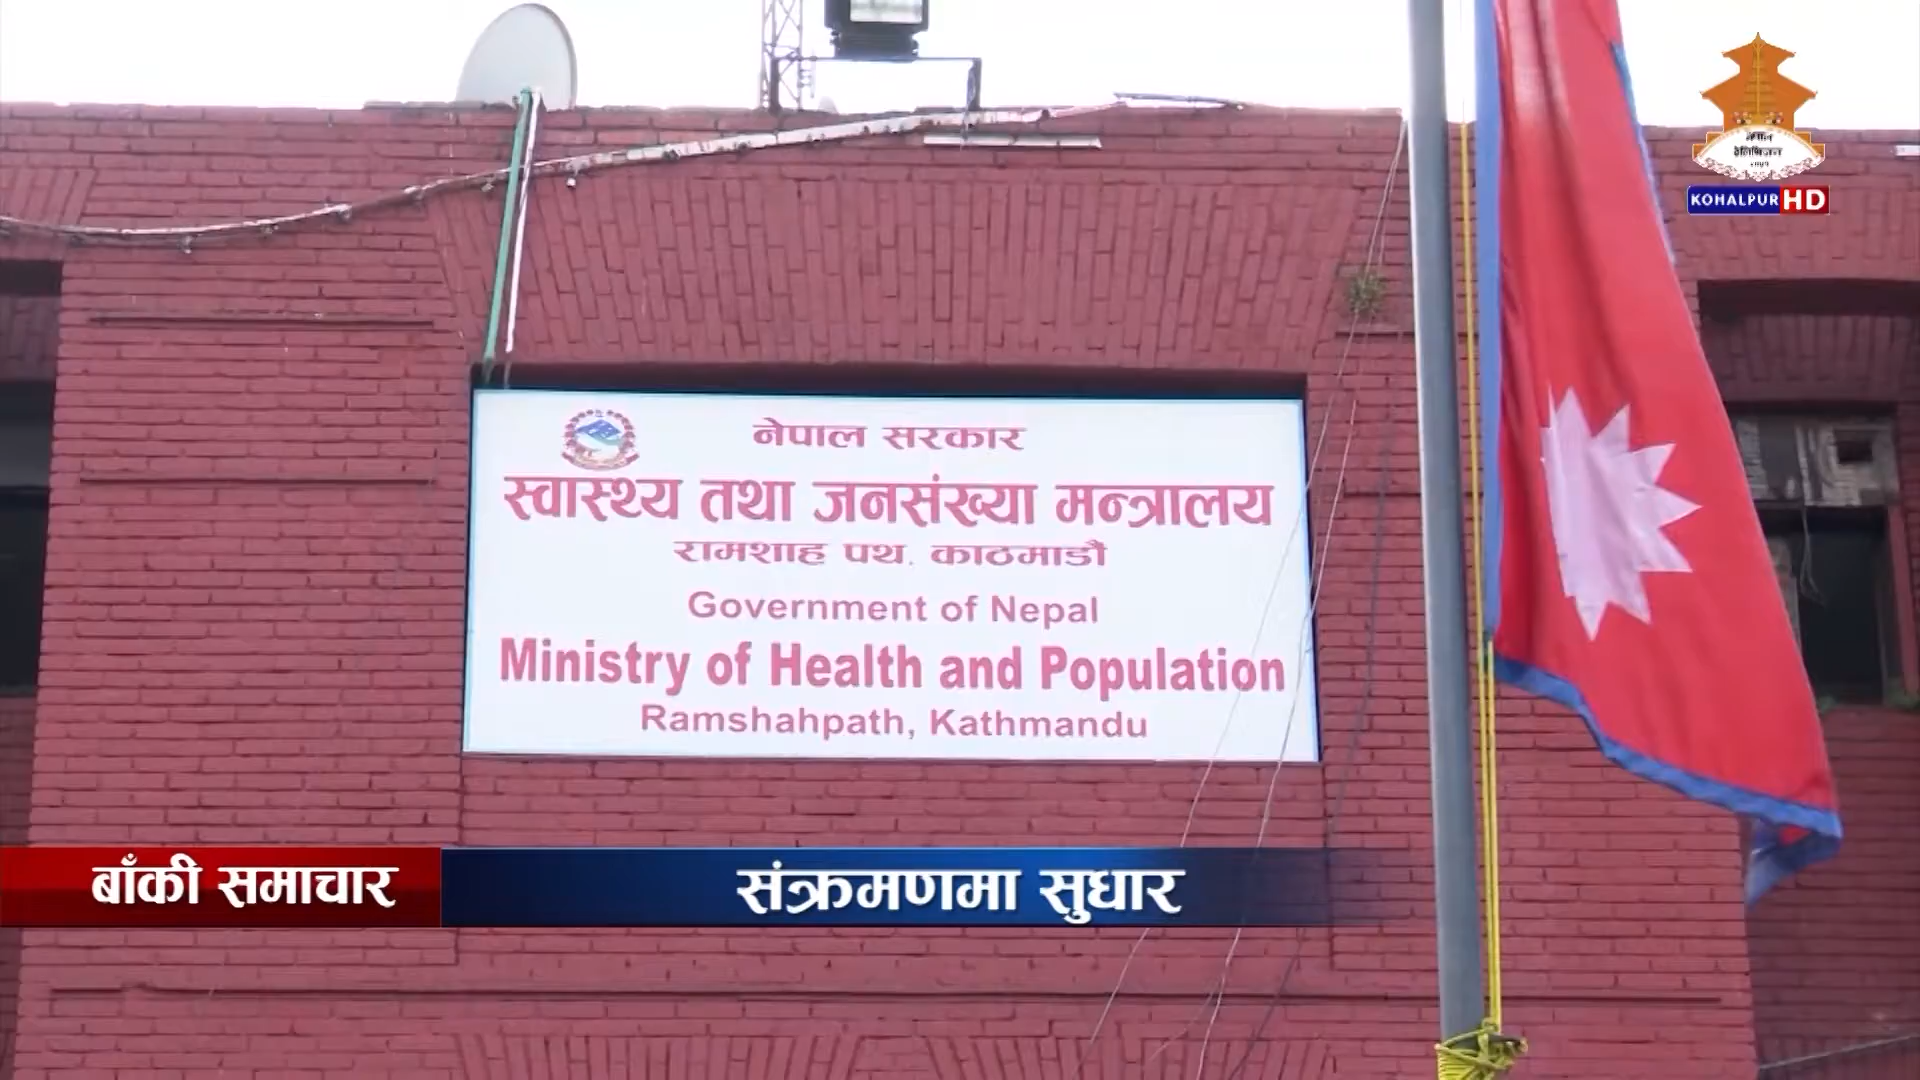 नेपाल
टेलिभिजन
KOHALPUR HD
नेपाल सरकार
स्वास्थ्य तथा जनसंख्या मन्त्रालय
रामशाह पथ, काठमाडौं
Government of Nepal
Ministry of Health and Population
Ramshahpath, Kathmandu
बाँकी समाचार
संक्रमणमा सुधार